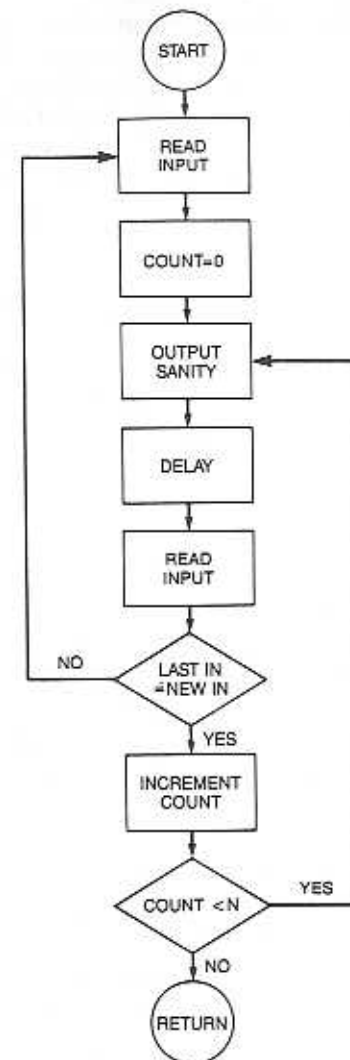 START
READ
INPUT
COUNT=0
OUTPUT
SANITY
DELAY
READ
INPUT
NO
LAST IN
=NEW IN
YES
INCREMENT
COUNT
COUNT <N
YES
NO
RETURN